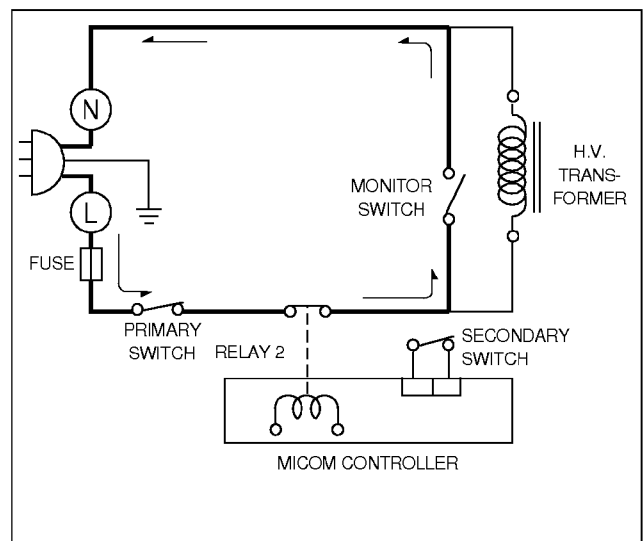 N
H.V.
TRANS-
FORMER
MONITOR
SWITCH
L
FUSE
PRIMARY
SWITCH
RELAY 2
SECONDARY
SWITCH
MICOM CONTROLLER